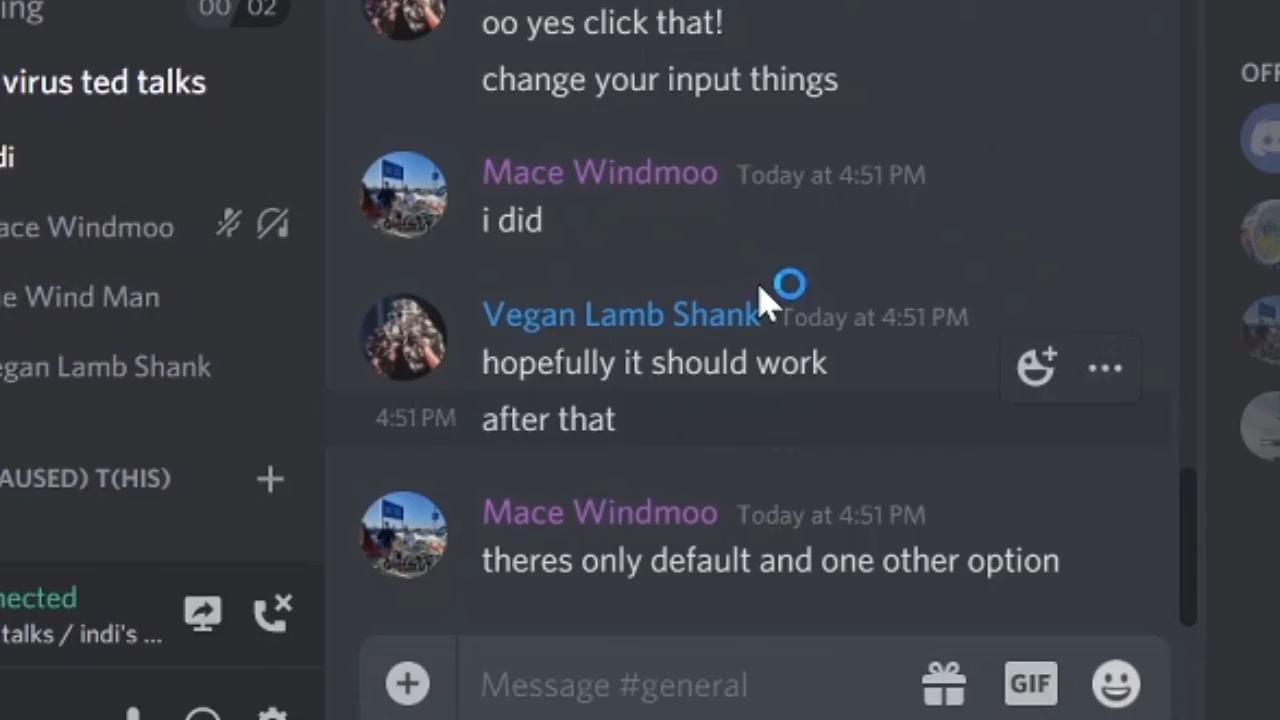 ing
00 02
virus ted talks
di
ace Windmoo
e Wind Man
egan Lamb Shank
AUSED) T(HIS)
nected
talks / indi's ...
oo yes click that!
change your input things
Mace Windmoo Today at 4:51 PM
i did
Vegan Lamb Shank Today at 4:51 PM
hopefully it should work
4:51 PM after that
Mace Windmoo Today at 4:51 PM
theres only default and one other option
Message #general
GIF
OFF